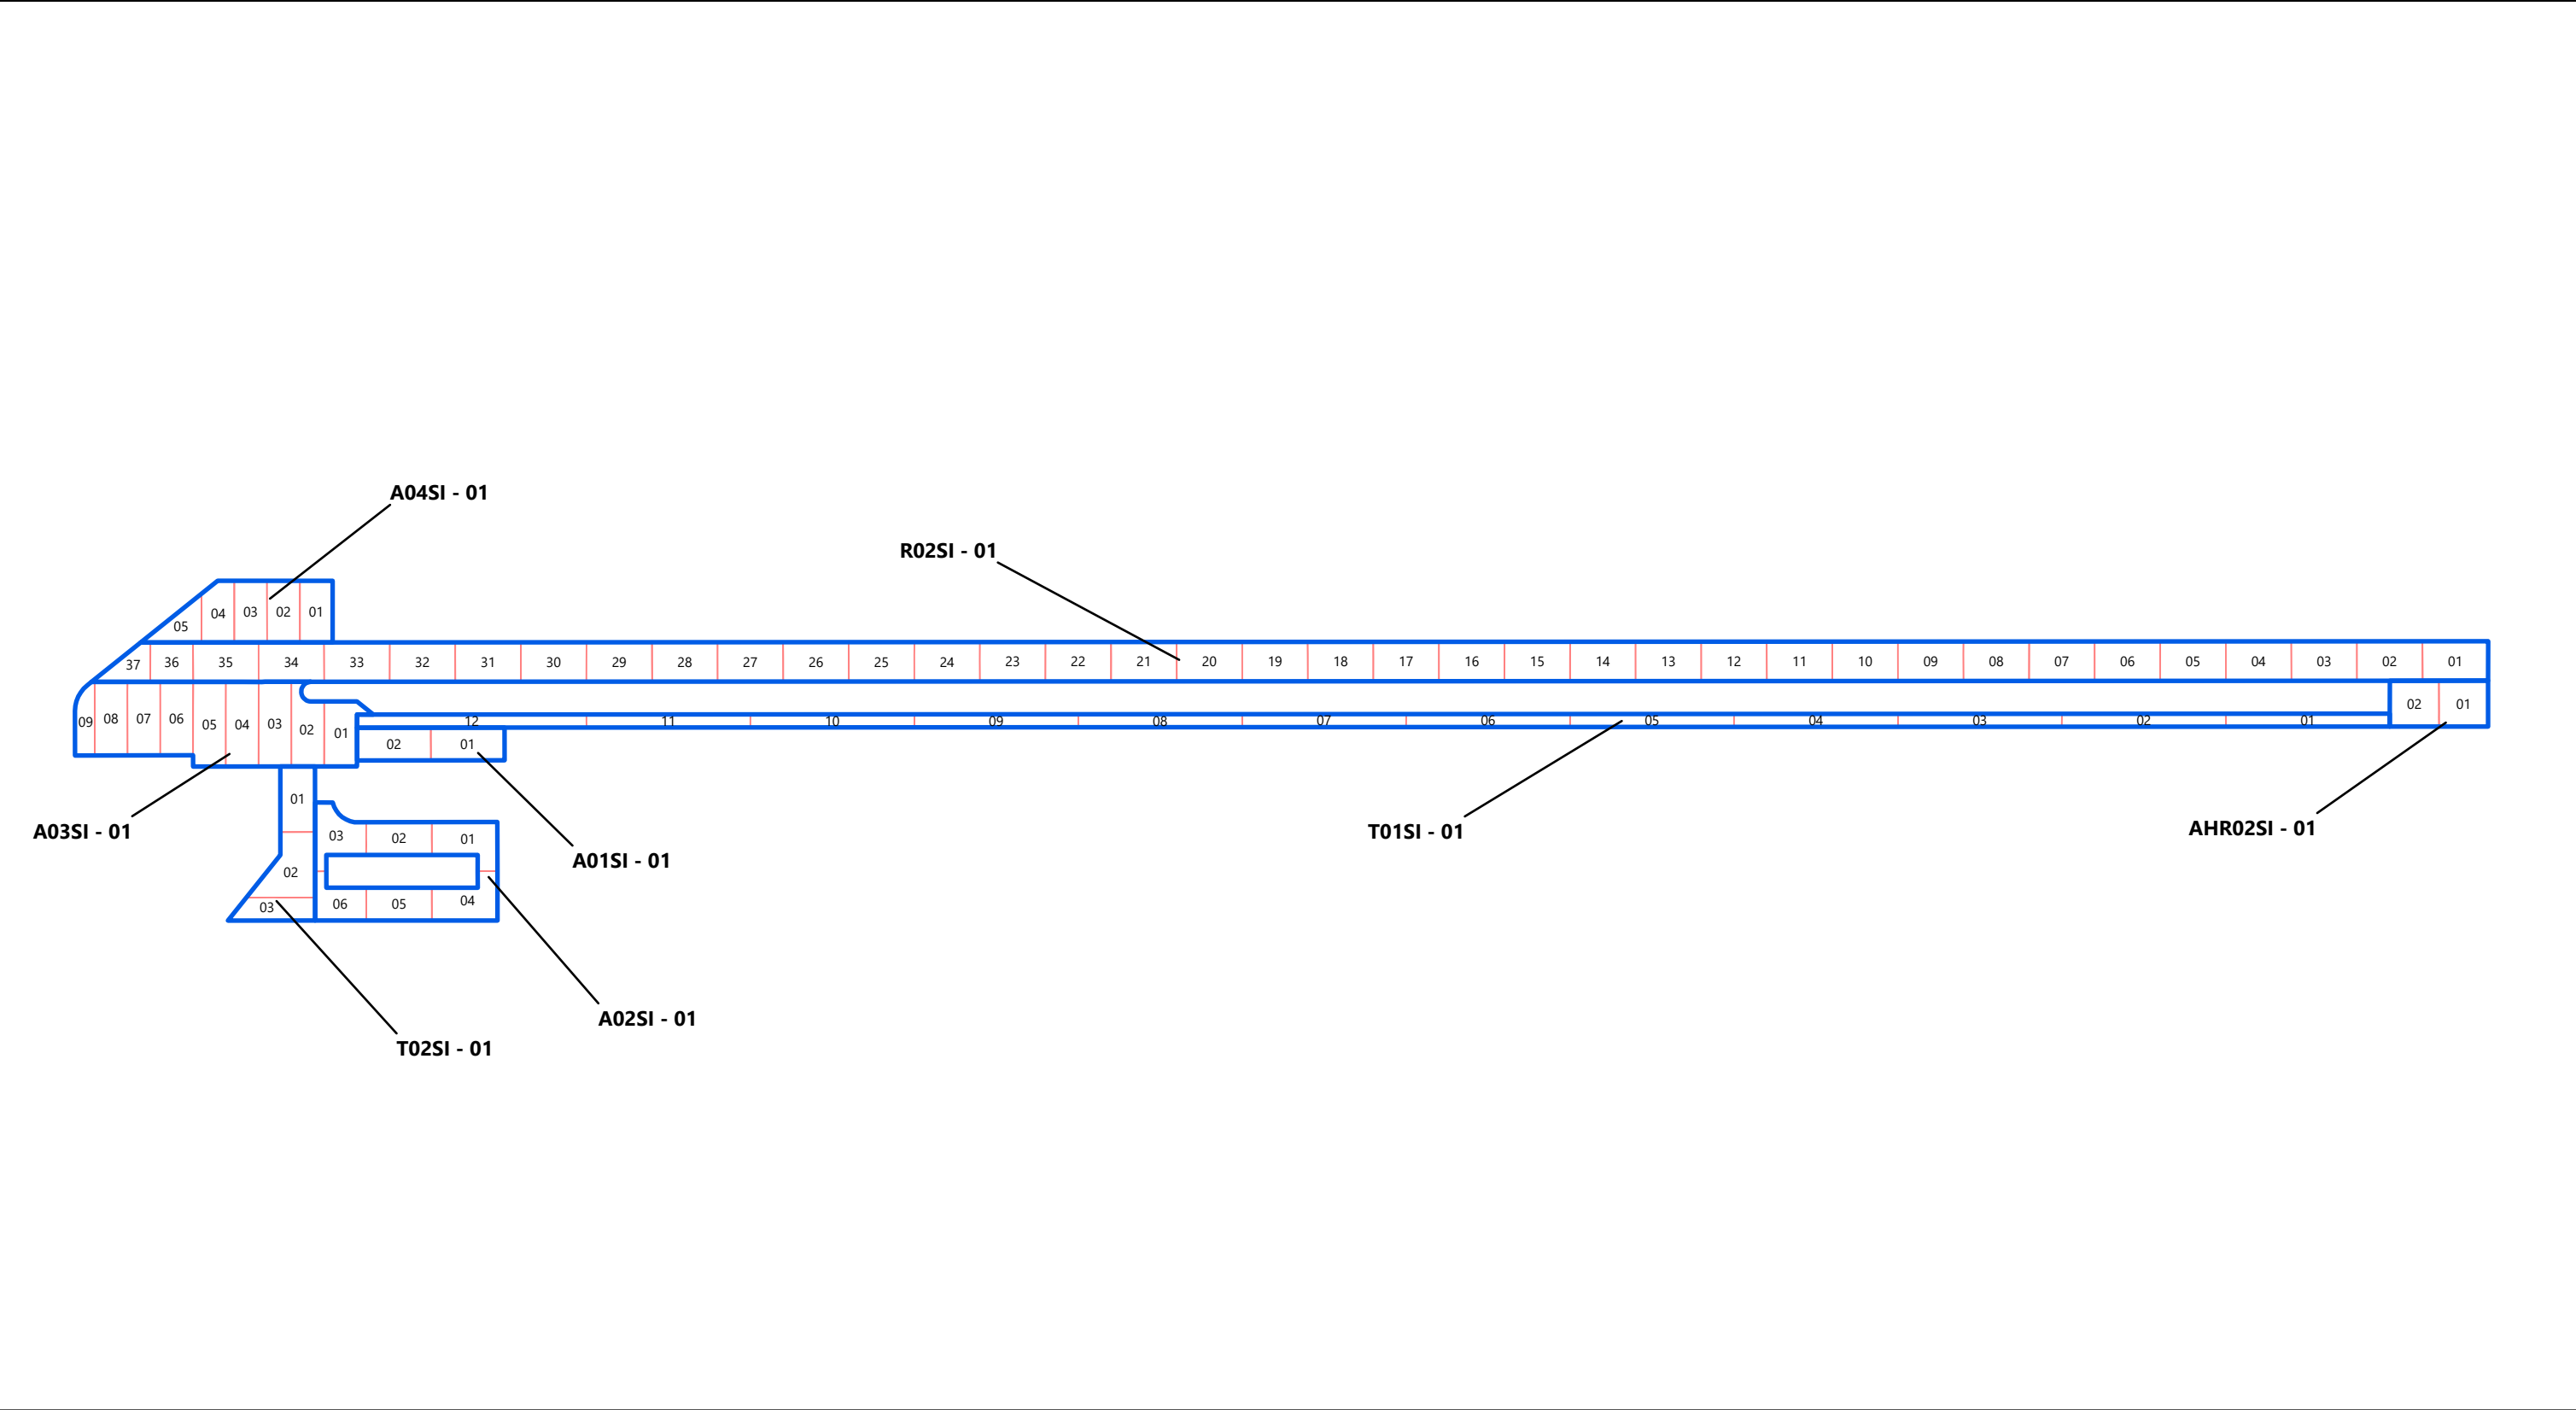 A04SI - 01
R02SI - 01
04 03 02 01
05
37 36 35 34 33 32 31 30 29 28 27 26 25 24 23 22 21 20 19 18 17 16 15 14 13 12 11 10 09 08 07 06 05 04 03 02 01
09 08 07 06 05 04 03 02 01
02 01
12 11 10 09 08 07 06 05 04 03 02 01
02 01
A03SI - 01
T01SI - 01
AHR02SI - 01
A01SI - 01
01
02
03
03 02 01
06 05 04
A02SI - 01
T02SI - 01